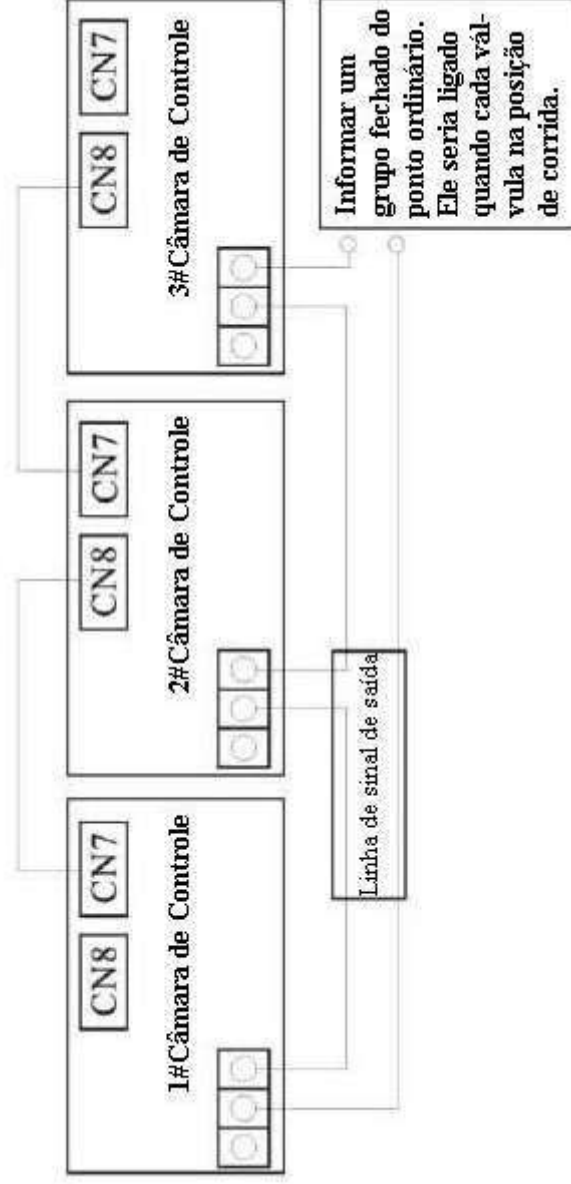 CN8
CN7
1#Câmara de Controle
CN8
CN7
2#Câmara de Controle
CN8
CN7
3#Câmara de Controle
Linha de sinal de saída
Informar um
grupo fechado do
ponto ordinário.
Ele seria ligado
quando cada vál-
vula na posição
de corrida.